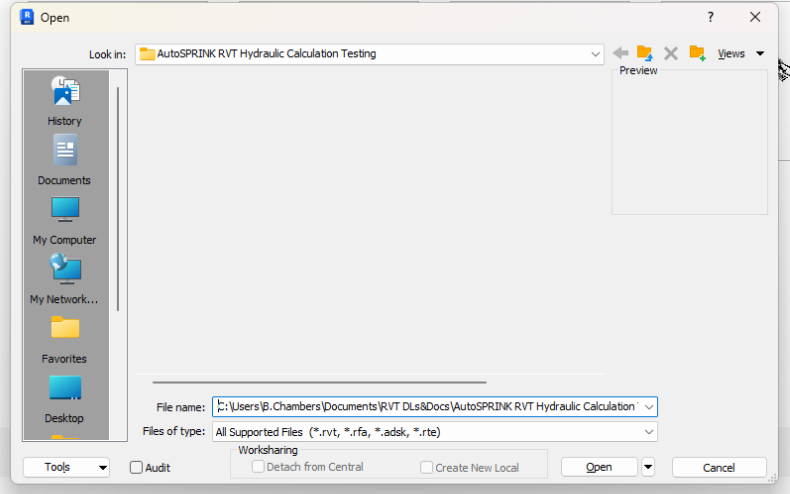 Open
Look in:
AutoSPRINK RVT Hydraulic Calculation Testing
Views
Preview
History
Documents
My Computer
My Network...
Favorites
Desktop
File name:
C:\Users\B.Chambers\Documents\RVT DLs&Docs\AutoSPRINK RVT Hydraulic Calculation
Files of type:
All Supported Files (*.rvt, *.rfa, *.adsk, *.rte)
Worksharing
Tools
Audit
Detach from Central
Create New Local
Open
Cancel